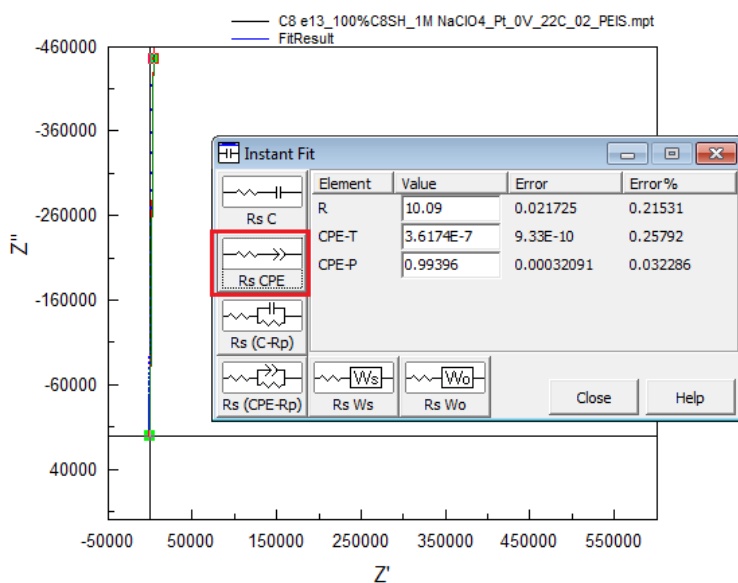 C8 e13_100%C8SH_1M NaClO4_Pt_0V_22C_02_PEIS.mpt
FitResult
-460000
-360000
-260000
-160000
-60000
40000
Z''
-50000 50000 150000 250000 350000 450000 550000
Z'
Instant Fit
Element Value Error Error%
R 10.09 0.021725 0.21531
CPE-T 3.6174E-7 9.33E-10 0.25792
CPE-P 0.99396 0.00032091 0.032286
Rs C
Rs CPE
Rs (C-Rp)
Rs (CPE-Rp)
Ws
Rs Ws
Wo
Rs Wo
Close
Help